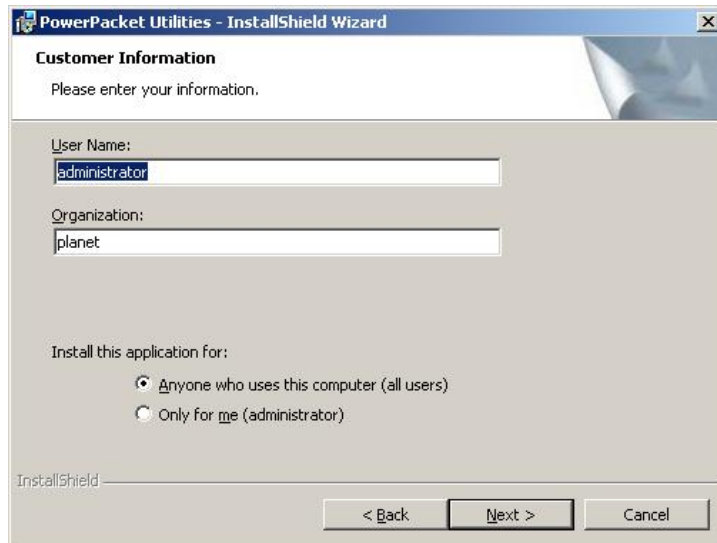 PowerPacket Utilities - InstallShield Wizard
Customer Information
Please enter your information.
User Name:
administrator
Organization:
planet
Install this application for:
Anyone who uses this computer (all users)
Only for me (administrator)
InstallShield
< Back Next > Cancel